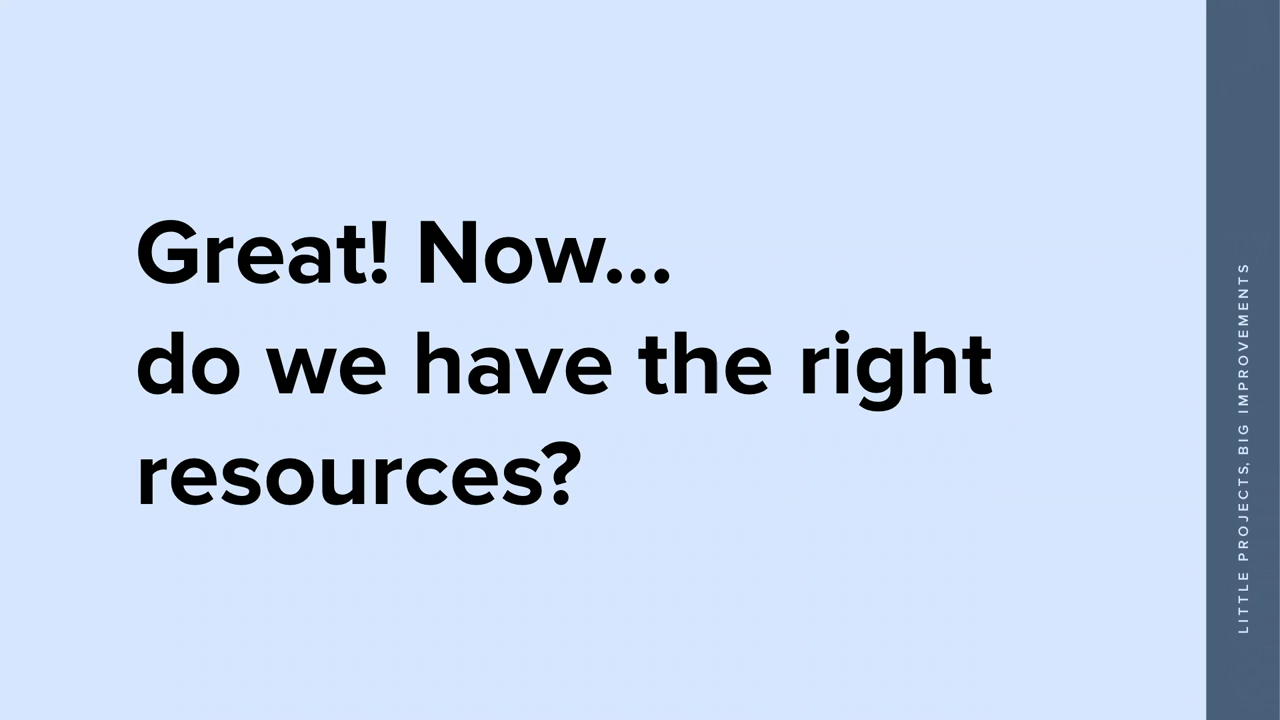 Great! Now...
do we have the right
resources?
LITTLE PROJECTS, BIG IMPROVEMENTS